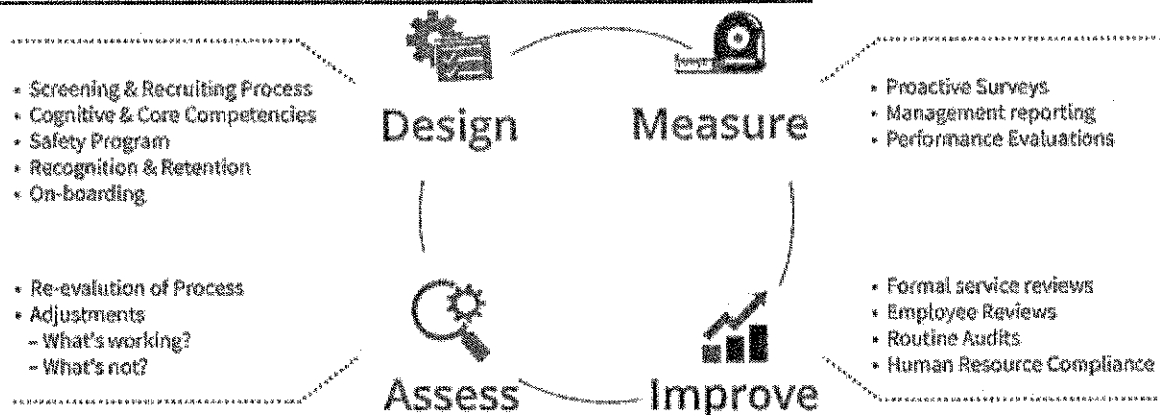 Design
• Screening & Recruiting Process
• Cognitive & Core Competencies
• Safety Program
• Recognition & Retention
• On-boarding
Measure
• Proactive Surveys
• Management reporting
• Performance Evaluations
Assess
• Re-evalution of Process
• Adjustments
– What's working?
– What's not?
Improve
• Formal service reviews
• Employee Reviews
• Routine Audits
• Human Resource Compliance